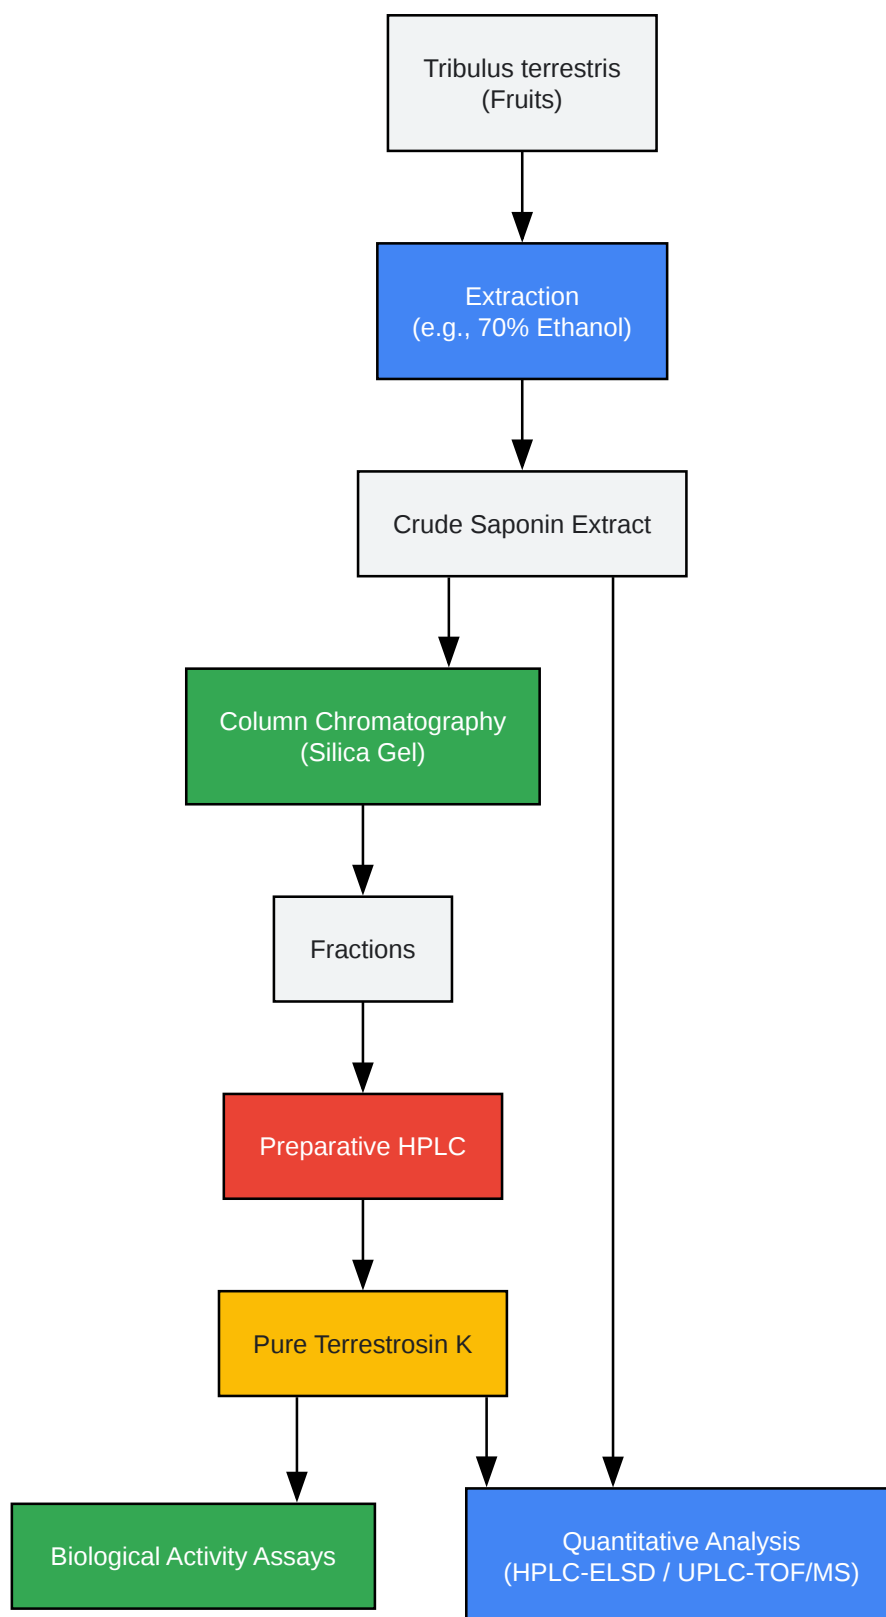 Tribulus terrestris
(Fruits)
Extraction
(e.g., 70% Ethanol)
Crude Saponin Extract
Column Chromatography
(Silica Gel)
Fractions
Preparative HPLC
Pure Terrestrosin K
Biological Activity Assays
Quantitative Analysis
(HPLC-ELSD / UPLC-TOF/MS)